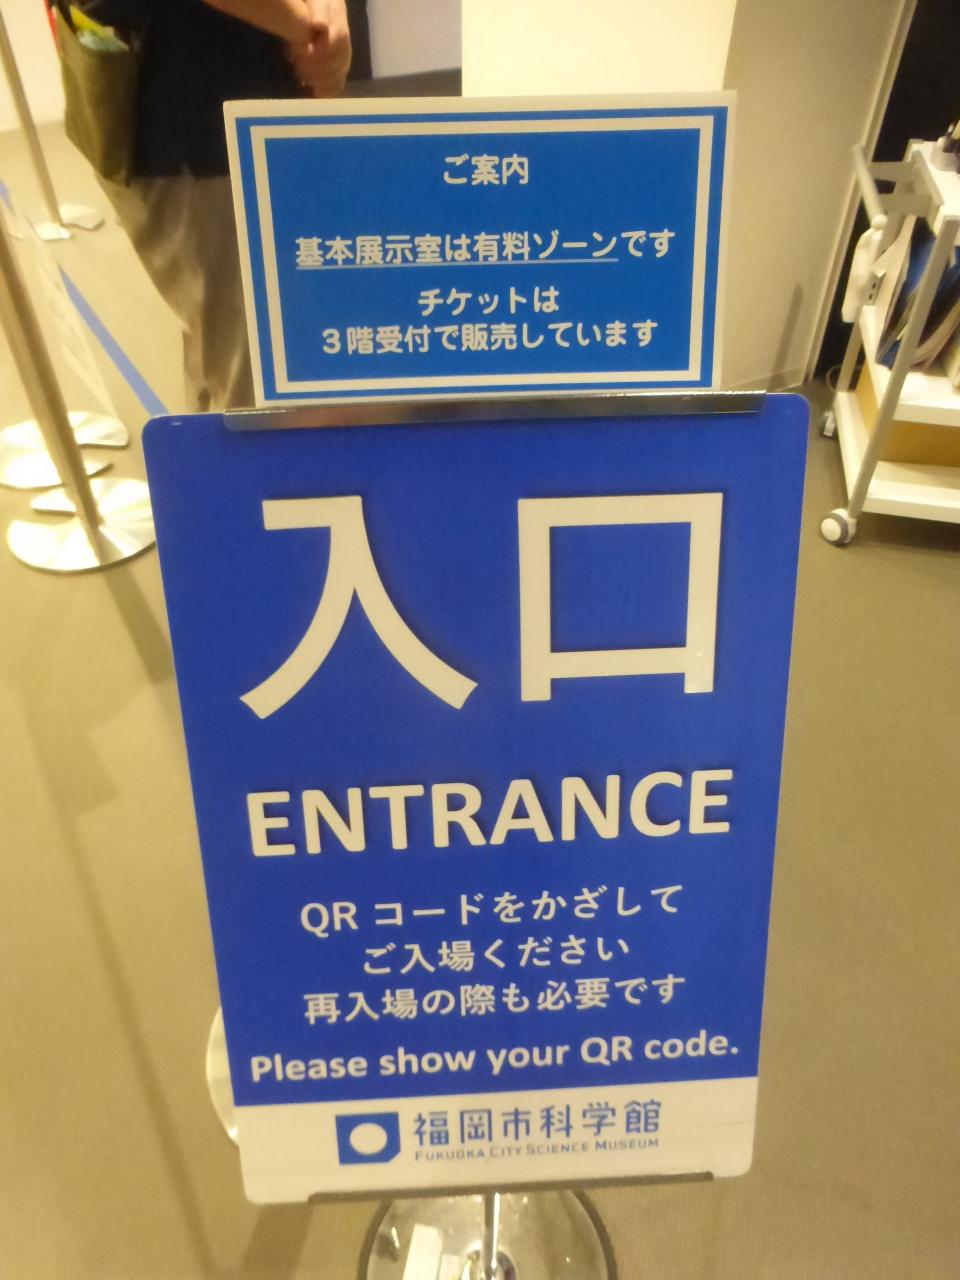 ご案内
基本展示室は有料ゾーンです
チケットは
3階受付で販売しています
入口
ENTRANCE
QRコードをかざして
ご入場ください
再入場の際も必要です
Please show your QR code.
福岡市科学館
FUKUOKA CITY SCIENCE MUSEUM